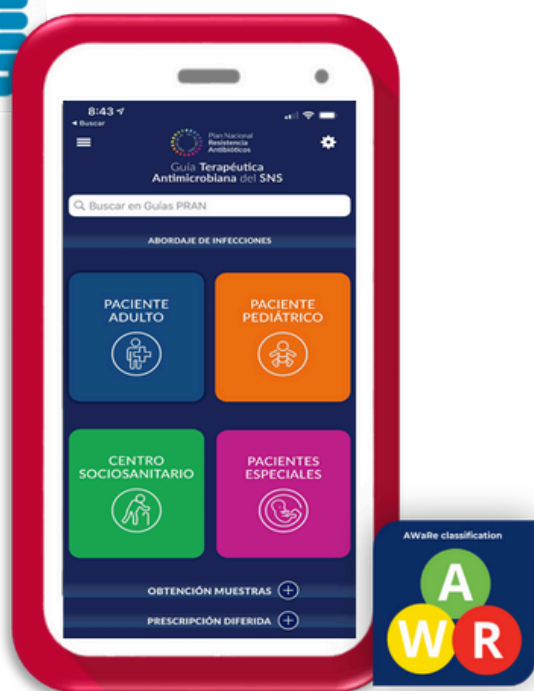 8:43
Buscar
Plan Nacional
Resistencia
Antibióticos
Guía Terapéutica
Antimicrobiana del SNS
Buscar en Guías PRAN
ABORDAJE DE INFECCIONES
PACIENTE
ADULTO
PACIENTE
PEDIÁTRICO
CENTRO
SOCIOSANITARIO
PACIENTES
ESPECIALES
OBTENCIÓN MUESTRAS
PRESCRIPCIÓN DIFERIDA
AWaRe classification
A
W R